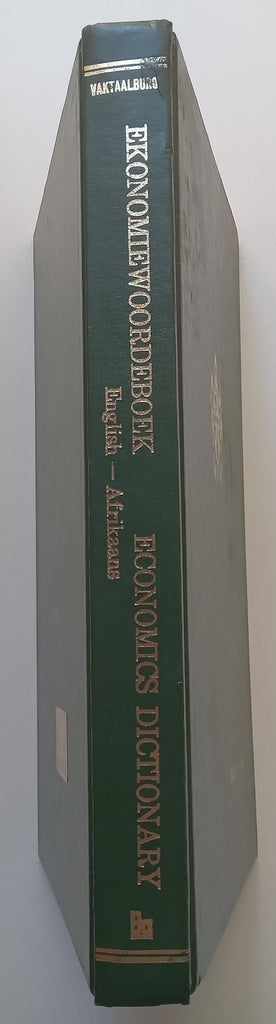 VAKTAALBURO
EKONOMIEWOORDEBOEK
ECONOMICS DICTIONARY
English — Afrikaans